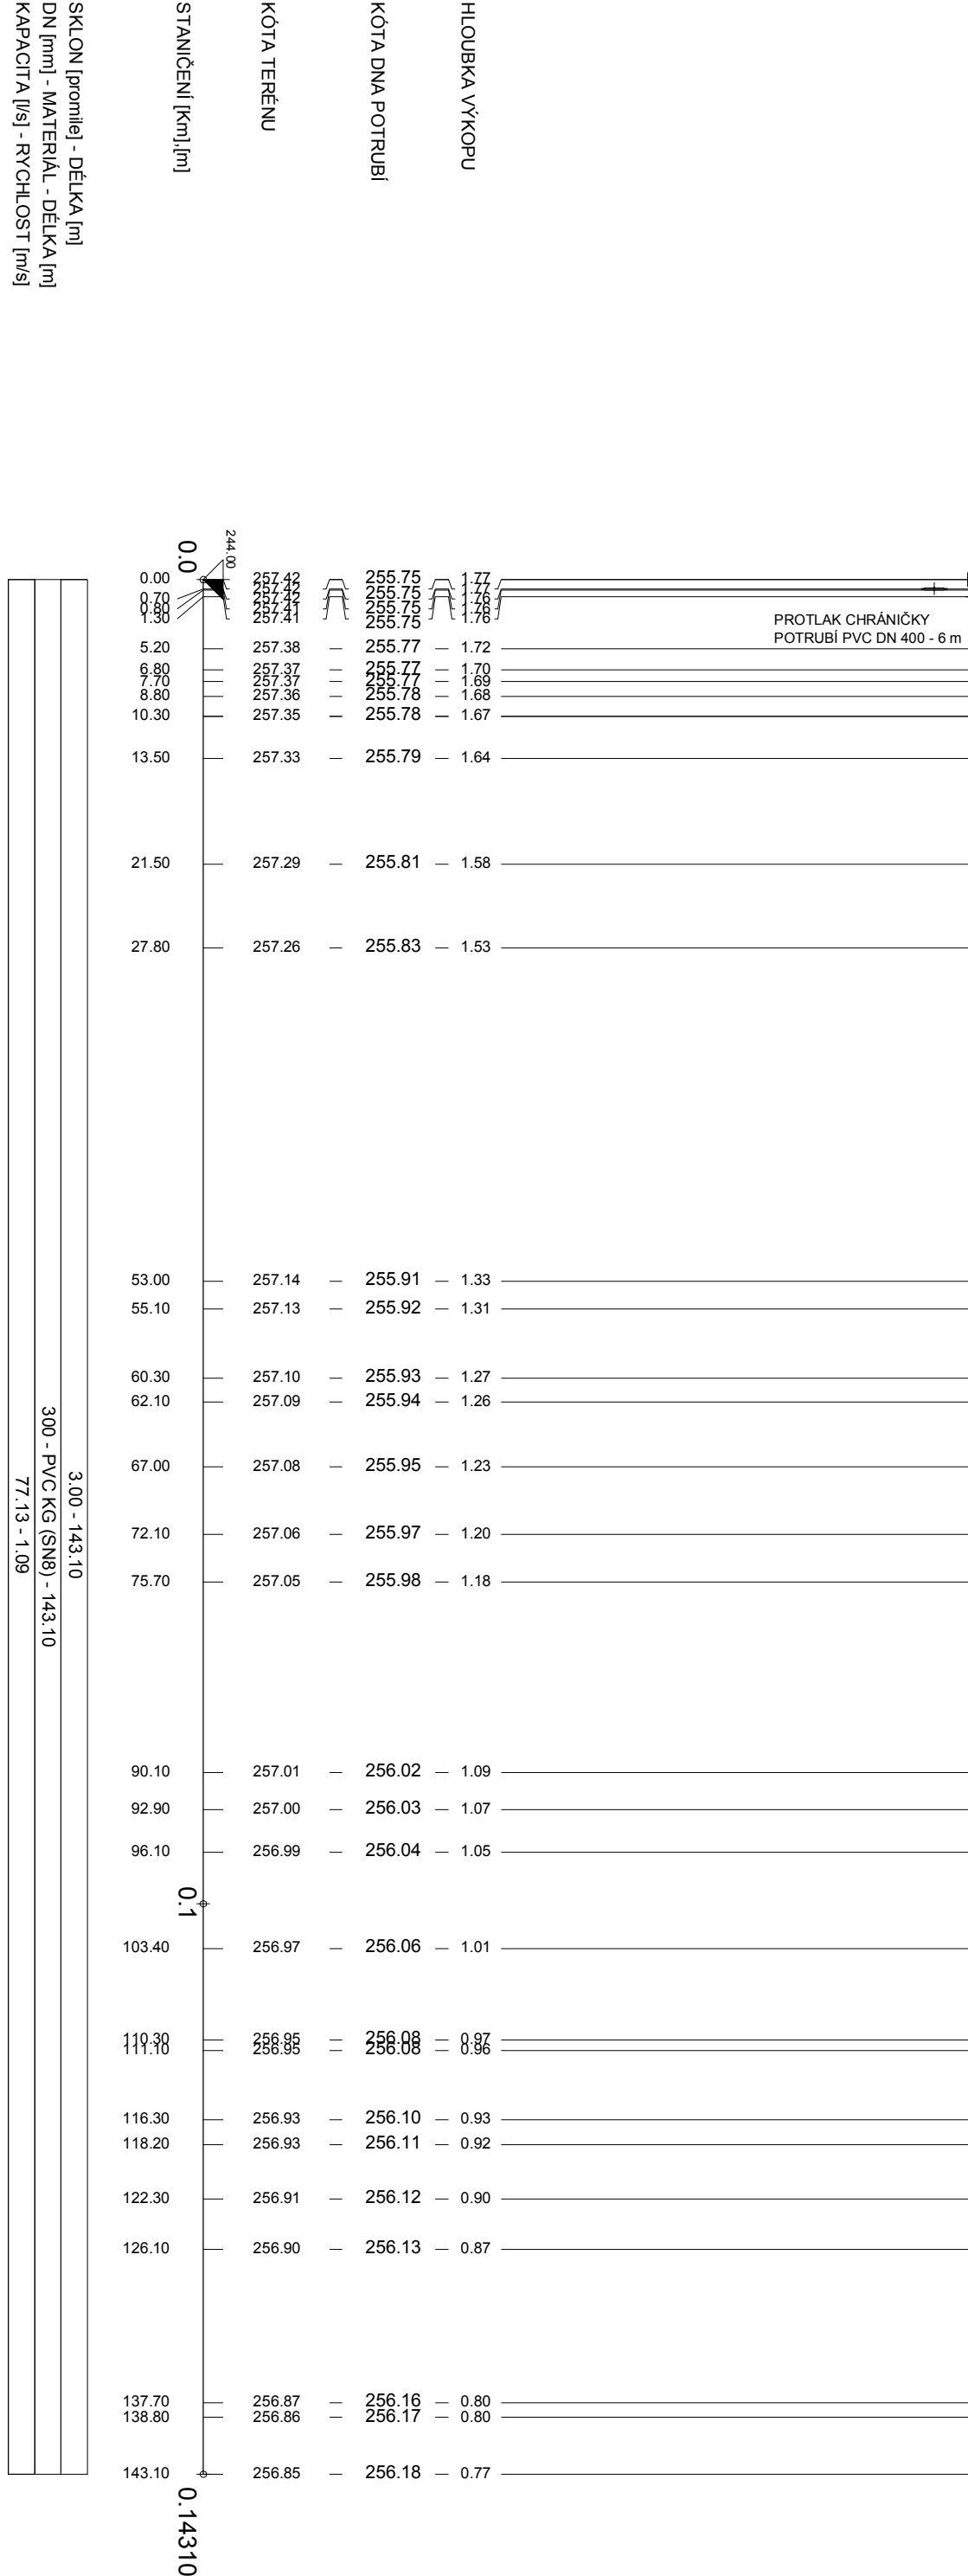 HLOUBKA VÝKOPU
KÓTA DNA POTRUBÍ
KÓTA TERÉNU
STANIČENÍ [Km],[m]
SKLON [promile] - DÉLKA [m]
DN [mm] - MATERIÁL - DÉLKA [m]
KAPACITA [l/s] - RYCHLOST [m/s]
244.00
0.0
0.00 257.42 255.75 1.77
257.42 255.75 1.77
0.70 257.42 255.75 1.76
0.80 257.41 255.75 1.76
1.30 257.41 255.75 1.76
PROTLAK CHRÁNIČKY
POTRUBÍ PVC DN 400 - 6 m
5.20 257.38 255.77 1.72
6.80 257.37 255.77 1.70
7.70 257.37 255.77 1.69
8.80 257.36 255.78 1.68
10.30 257.35 255.78 1.67
13.50 257.33 255.79 1.64
21.50 257.29 255.81 1.58
27.80 257.26 255.83 1.53
53.00 257.14 255.91 1.33
55.10 257.13 255.92 1.31
60.30 257.10 255.93 1.27
62.10 257.09 255.94 1.26
67.00 257.08 255.95 1.23
72.10 257.06 255.97 1.20
75.70 257.05 255.98 1.18
90.10 257.01 256.02 1.09
92.90 257.00 256.03 1.07
96.10 256.99 256.04 1.05
0.1
103.40 256.97 256.06 1.01
110.30 256.95 256.08 0.97
111.10 256.95 256.08 0.96
116.30 256.93 256.10 0.93
118.20 256.93 256.11 0.92
122.30 256.91 256.12 0.90
126.10 256.90 256.13 0.87
137.70 256.87 256.16 0.80
138.80 256.86 256.17 0.80
143.10 256.85 256.18 0.77
0.14310
3.00 - 143.10
300 - PVC KG (SN8) - 143.10
77.13 - 1.09